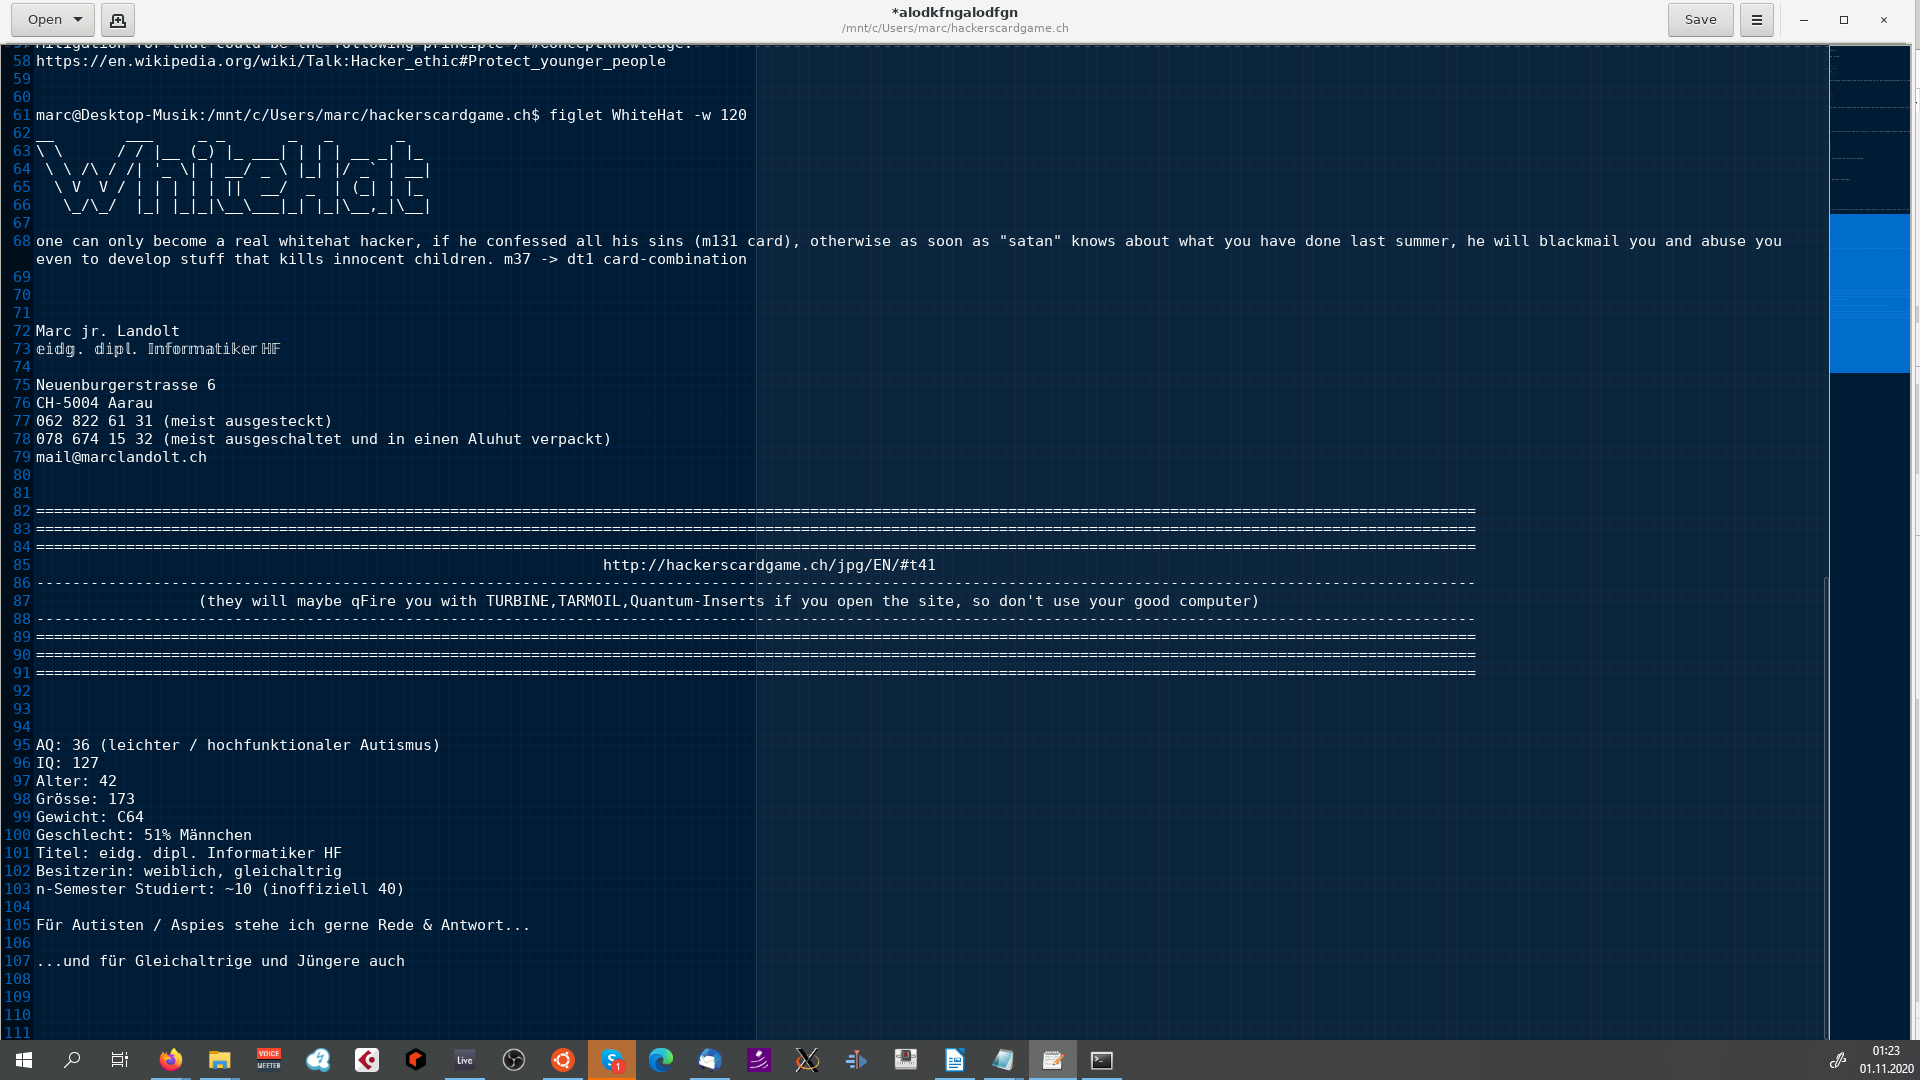 Open
*alodkfngalodfgn
/mnt/c/Users/marc/hackerscardgame.ch
Save
58 https://en.wikipedia.org/wiki/Talk:Hacker_ethic#Protect_younger_people
59
60
61 marc@Desktop-Musik:/mnt/c/Users/marc/hackerscardgame.ch$ figlet WhiteHat -w 120
62 __        ___     _ _       _   _       _
63 \ \      / / |__ (_) |_ ___| | | | __ _| |_
64  \ \ /\ / /| '_ \| | __/ _ \ |_| |/ _` | __|
65   \ V  V / | | | | | ||  __/  _  | (_| | |_
66    \_/\_/  |_| |_|_|\__\___|_| |_|\__,_|\__|
67
68 one can only become a real whitehat hacker, if he confessed all his sins (m131 card), otherwise as soon as "satan" knows about what you have done last summer, he will blackmail you and abuse you
even to develop stuff that kills innocent children. m37 -> dt1 card-combination
69
70
71
72 Marc jr. Landolt
73 𝕖𝕚𝕕𝕘. 𝕕𝕚𝕡𝕝. 𝕀𝕟𝕗𝕠𝕣𝕞𝕒𝕥𝕚𝕜𝕖𝕣 ℍ𝔽
74
75 Neuenburgerstrasse 6
76 CH-5004 Aarau
77 062 822 61 31 (meist ausgesteckt)
78 078 674 15 32 (meist ausgeschaltet und in einen Aluhut verpackt)
79 mail@marclandolt.ch
80
81
82 ================================================================================================================================================================
83 ================================================================================================================================================================
84 ================================================================================================================================================================
85 http://hackerscardgame.ch/jpg/EN/#t41
86 ----------------------------------------------------------------------------------------------------------------------------------------------------------------
87 (they will maybe qFire you with TURBINE,TARMOIL,Quantum-Inserts if you open the site, so don't use your good computer)
88 ----------------------------------------------------------------------------------------------------------------------------------------------------------------
89 ================================================================================================================================================================
90 ================================================================================================================================================================
91 ================================================================================================================================================================
92
93
94
95 AQ: 36 (leichter / hochfunktionaler Autismus)
96 IQ: 127
97 Alter: 42
98 Grösse: 173
99 Gewicht: C64
100 Geschlecht: 51% Männchen
101 Titel: eidg. dipl. Informatiker HF
102 Besitzerin: weiblich, gleichaltrig
103 n-Semester Studiert: ~10 (inoffiziell 40)
104
105 Für Autisten / Aspies stehe ich gerne Rede & Antwort...
106
107 ...und für Gleichaltrige und Jüngere auch
108
109
110
111
VOICE
MEETER
Live
1
01:23
01.11.2020